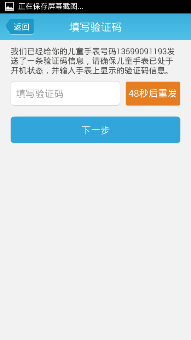 正在保存屏幕截图...
返回
填写验证码
我们已经给你的儿童手表号码13599091193发
送了一条验证码信息，请确保儿童手表已处于
开机状态，并输入手表上显示的验证码信息。
填写验证码
48秒后重发
下一步